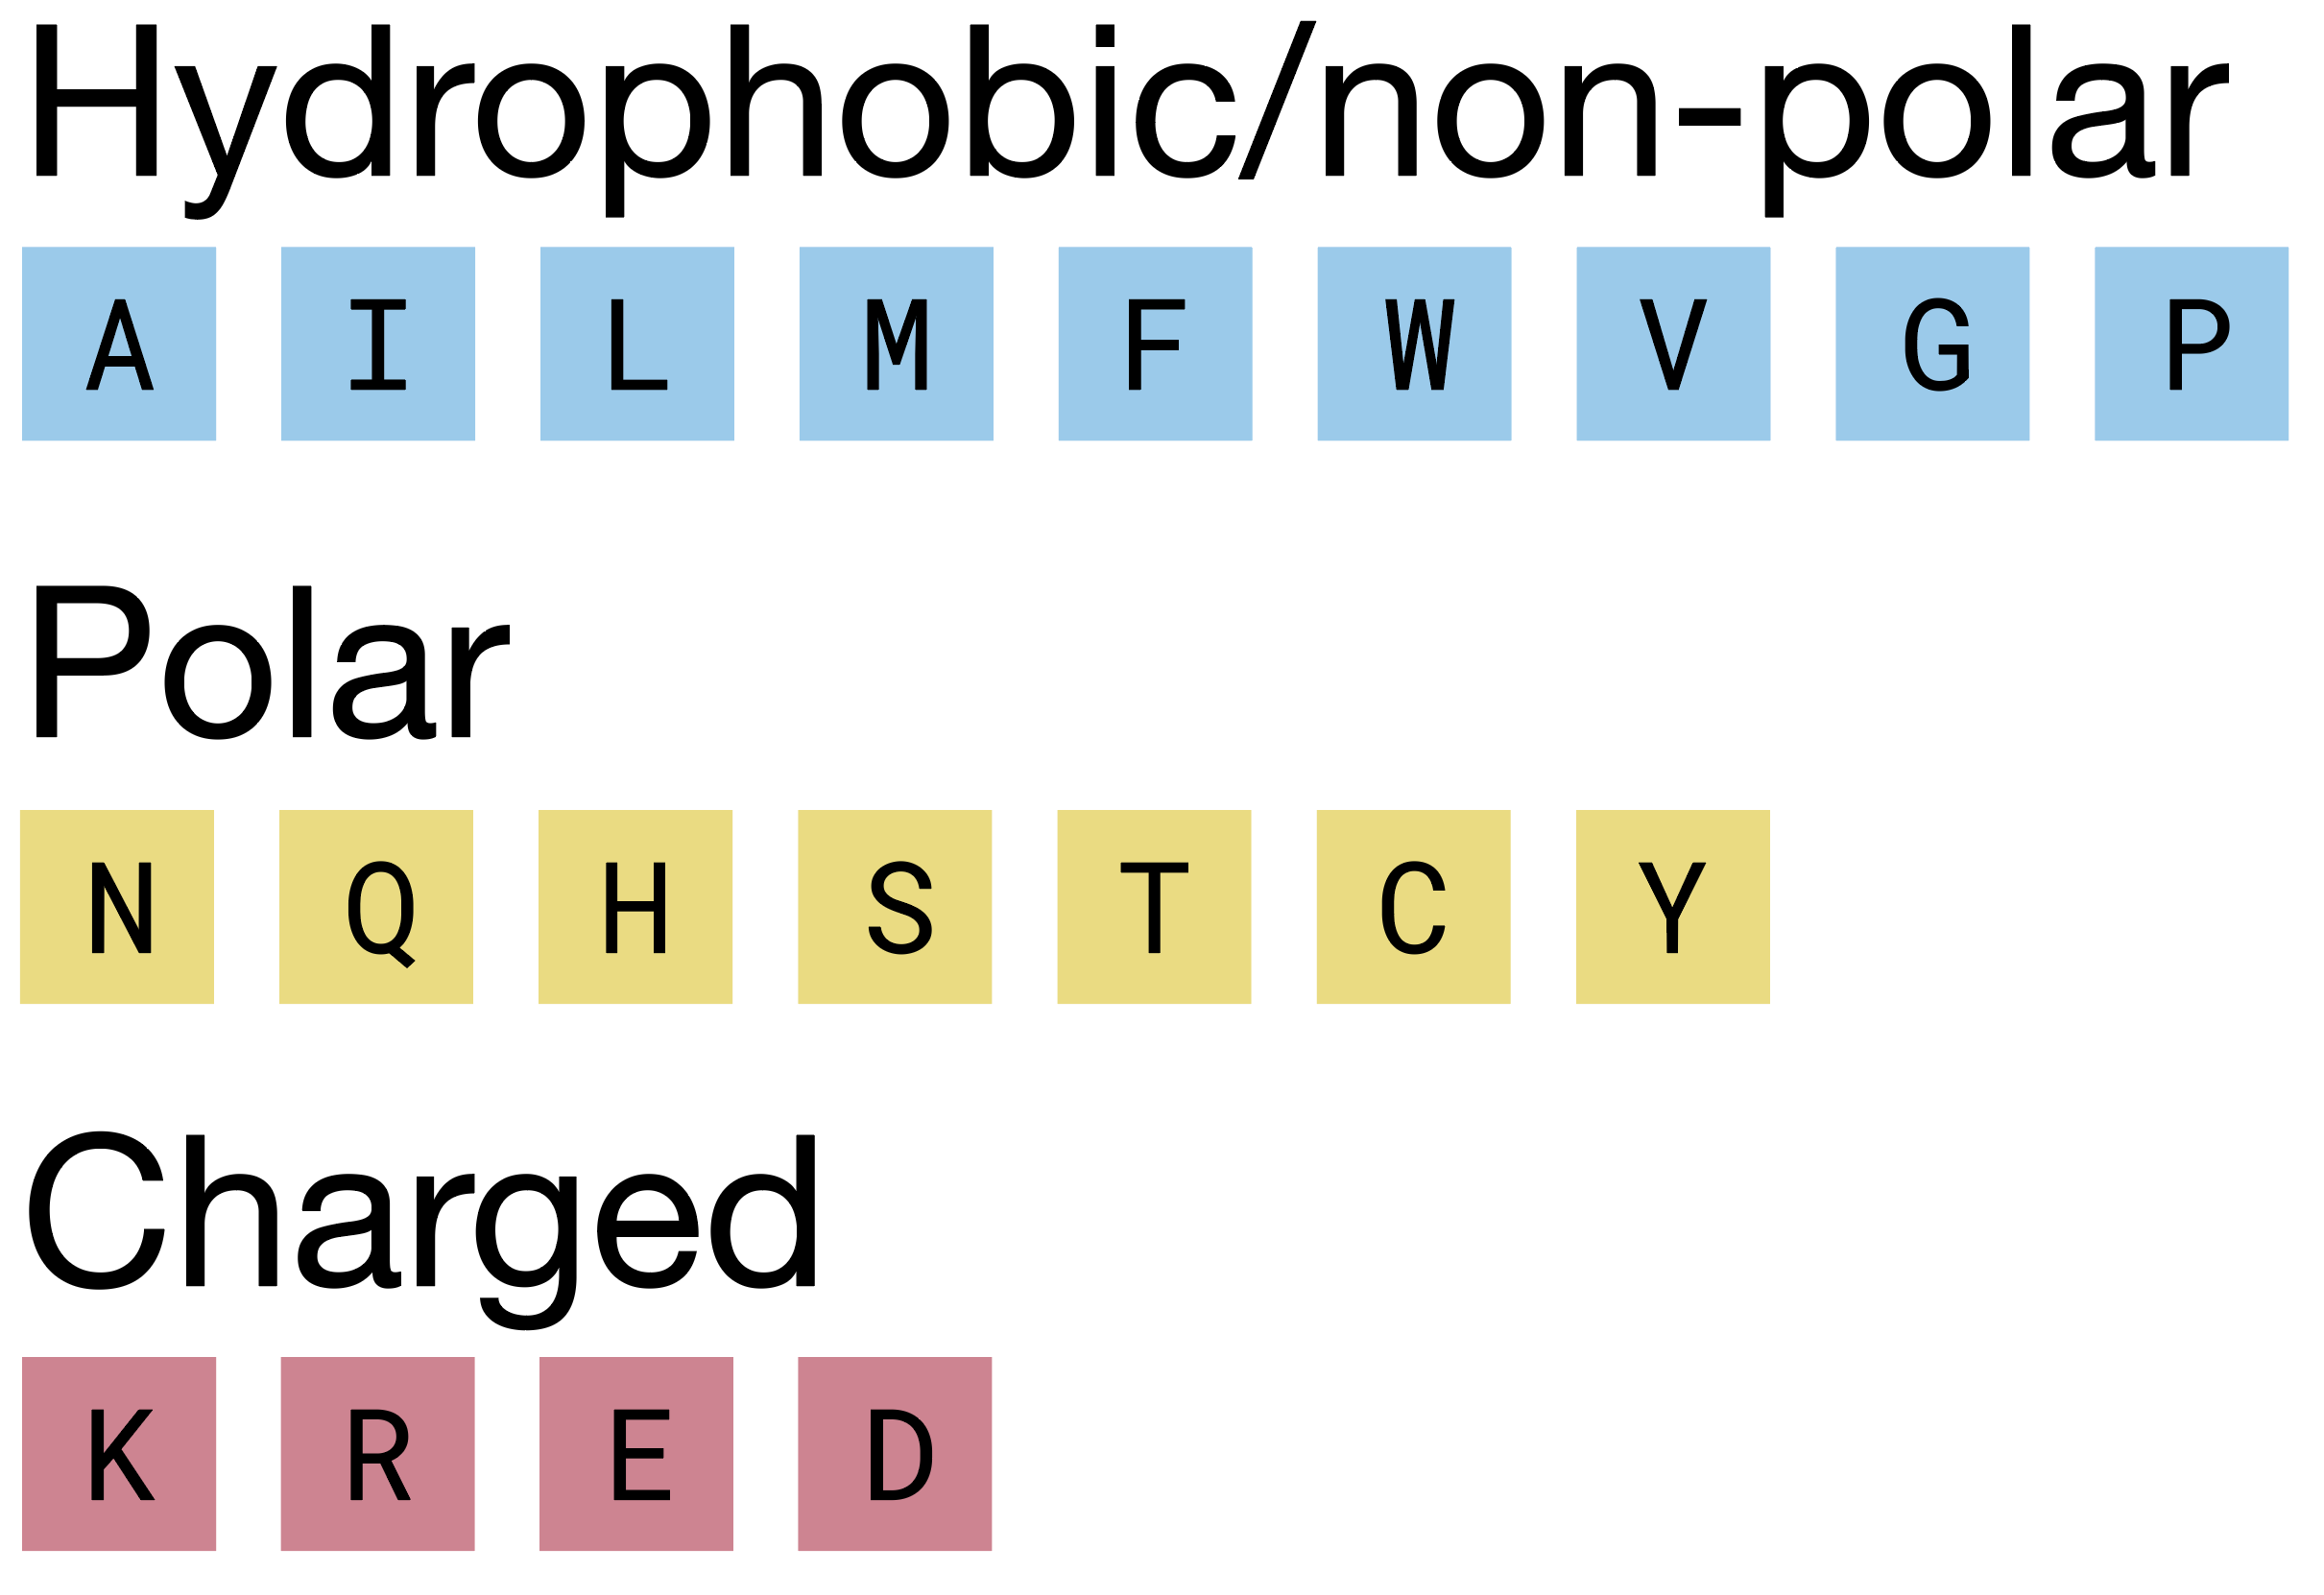 Hydrophobic/non-polar
A I L M F W V G P
Polar
N Q H S T C Y
Charged
K R E D